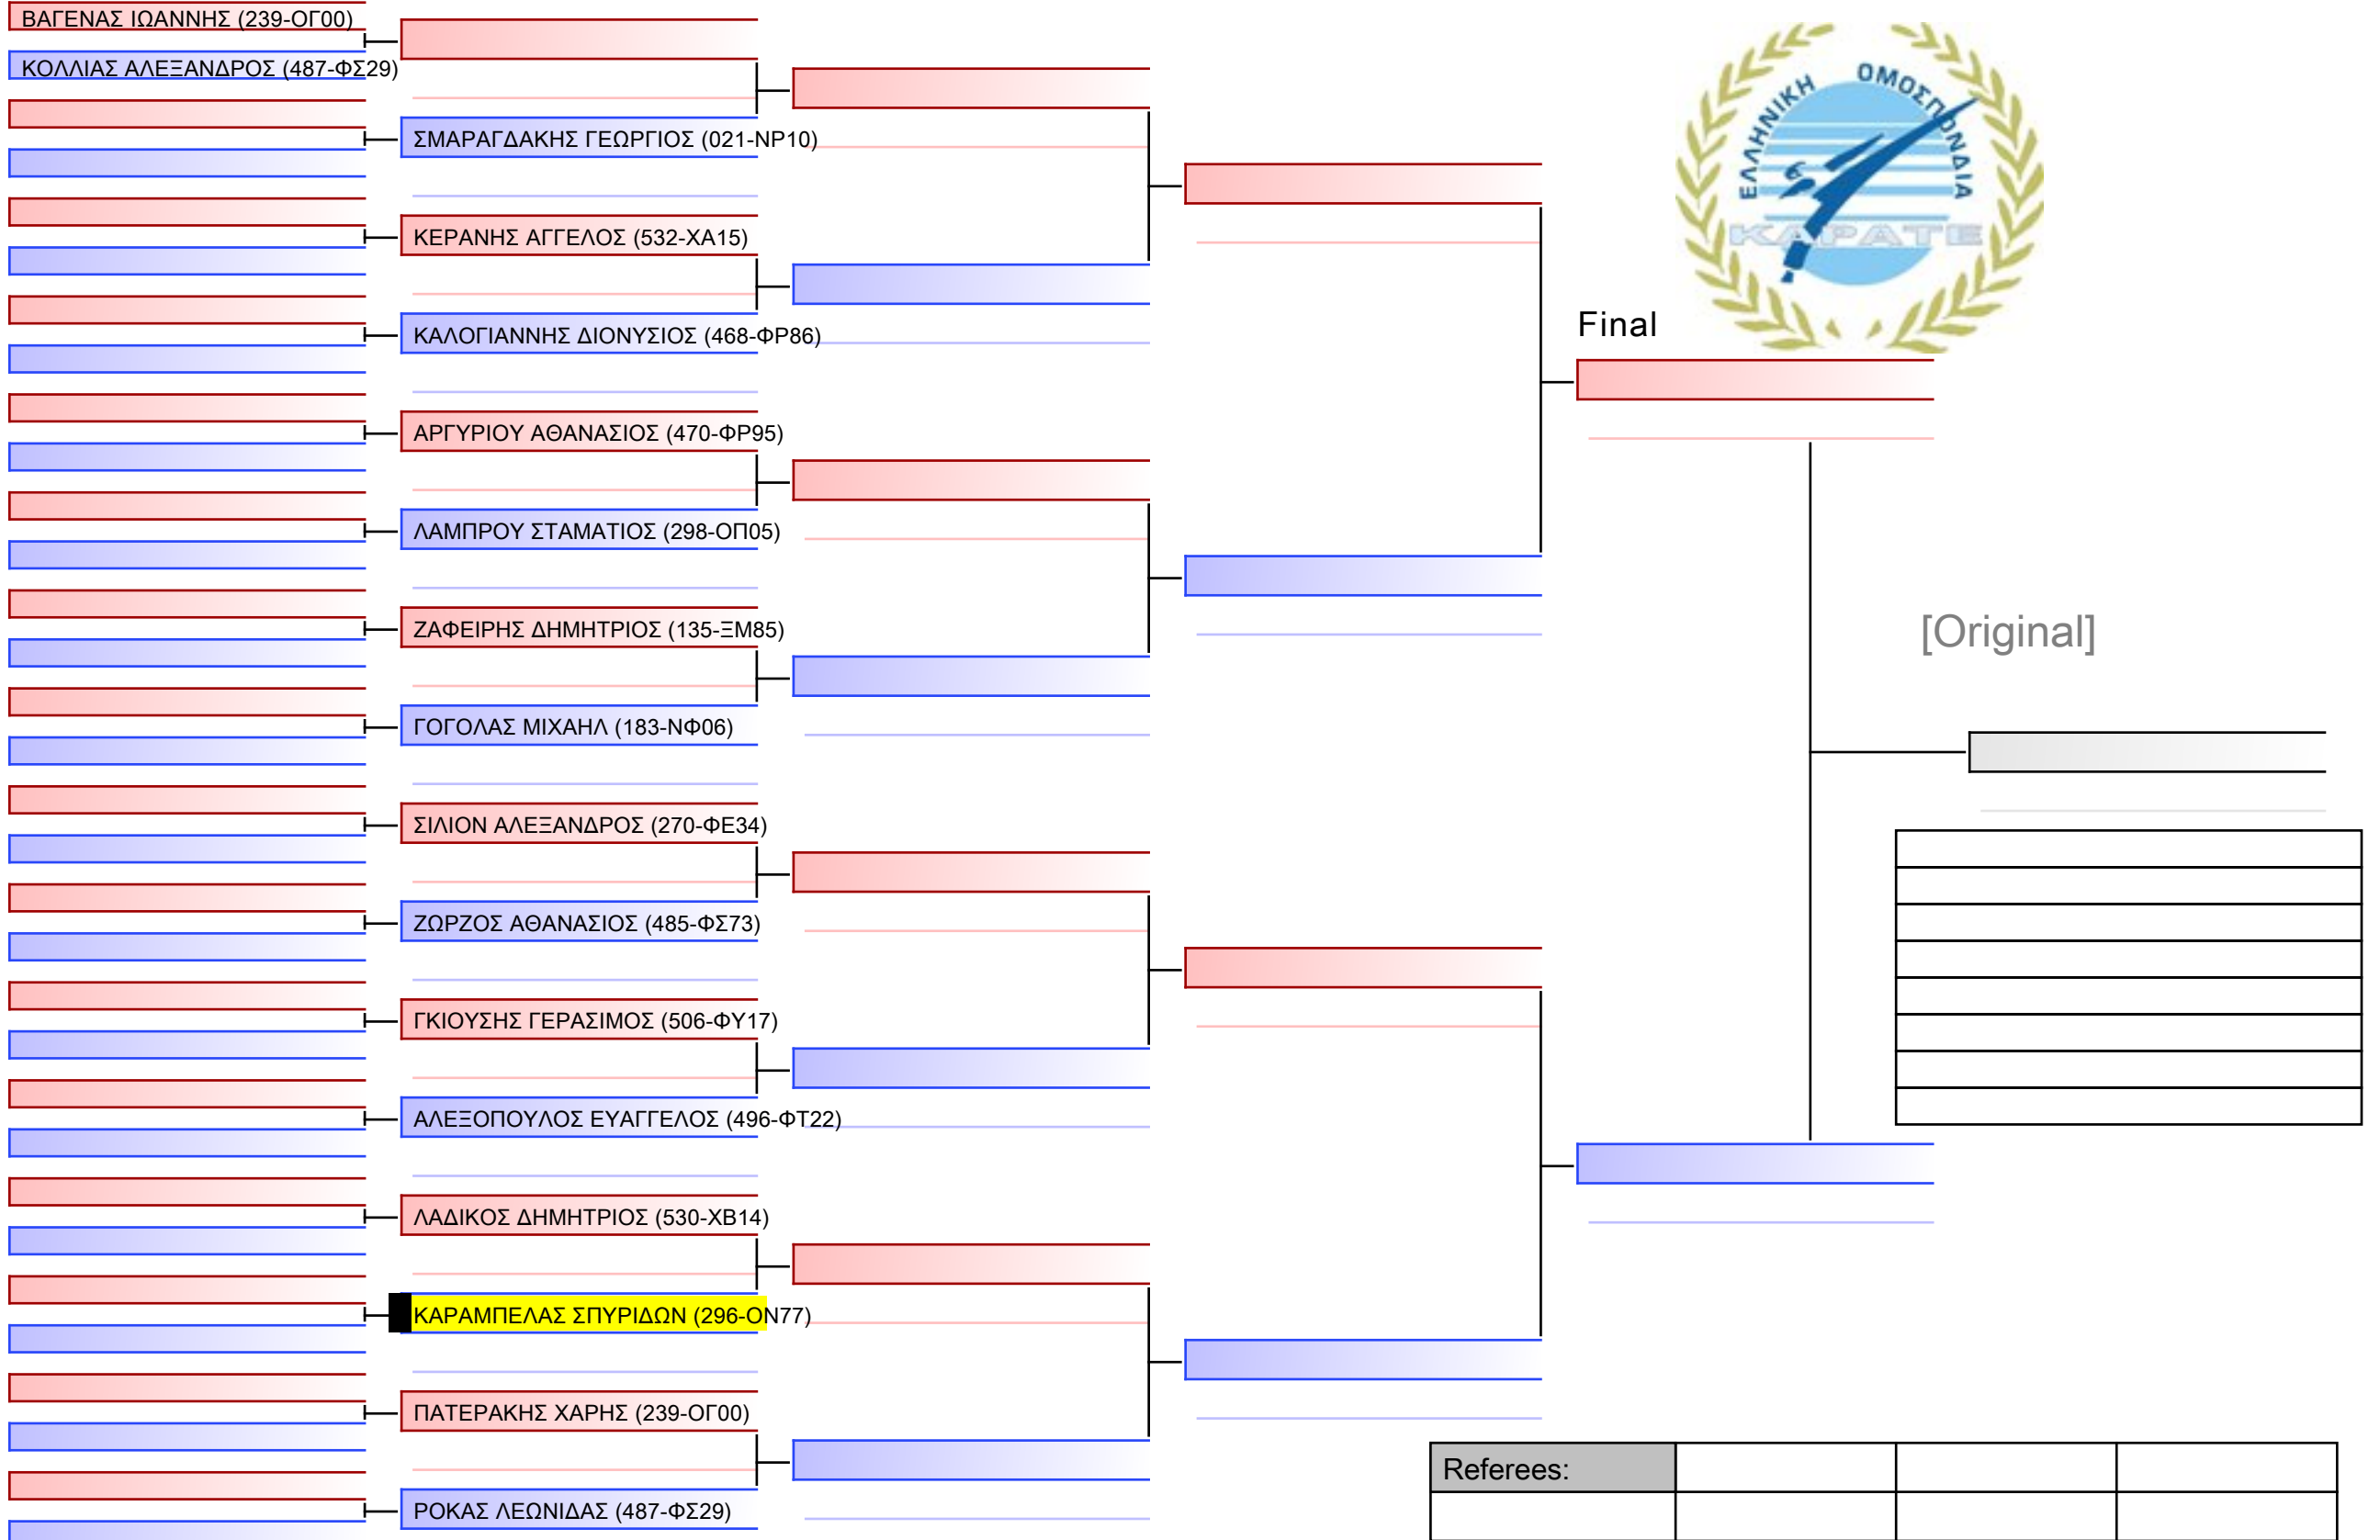 ΒΑΓΕΝΑΣ ΙΩΑΝΝΗΣ (239-ΟΓ00)
ΚΟΛΛΙΑΣ ΑΛΕΞΑΝΔΡΟΣ (487-ΦΣ29)
ΣΜΑΡΑΓΔΑΚΗΣ ΓΕΩΡΓΙΟΣ (021-ΝΡ10)
ΚΕΡΑΝΗΣ ΑΓΓΕΛΟΣ (532-ΧΑ15)
ΚΑΛΟΓΙΑΝΝΗΣ ΔΙΟΝΥΣΙΟΣ (468-ΦΡ86)
ΑΡΓΥΡΙΟΥ ΑΘΑΝΑΣΙΟΣ (470-ΦΡ95)
ΛΑΜΠΡΟΥ ΣΤΑΜΑΤΙΟΣ (298-ΟΠ05)
ΖΑΦΕΙΡΗΣ ΔΗΜΗΤΡΙΟΣ (135-ΞΜ85)
ΓΟΓΟΛΑΣ ΜΙΧΑΗΛ (183-ΝΦ06)
ΣΙΛΙΟΝ ΑΛΕΞΑΝΔΡΟΣ (270-ΦΕ34)
ΖΩΡΖΟΣ ΑΘΑΝΑΣΙΟΣ (485-ΦΣ73)
ΓΚΙΟΥΣΗΣ ΓΕΡΑΣΙΜΟΣ (506-ΦΥ17)
ΑΛΕΞΟΠΟΥΛΟΣ ΕΥΑΓΓΕΛΟΣ (496-ΦΤ22)
ΛΑΔΙΚΟΣ ΔΗΜΗΤΡΙΟΣ (530-ΧΒ14)
ΚΑΡΑΜΠΕΛΑΣ ΣΠΥΡΙΔΩΝ (296-ΟΝ77)
ΠΑΤΕΡΑΚΗΣ ΧΑΡΗΣ (239-ΟΓ00)
ΡΟΚΑΣ ΛΕΩΝΙΔΑΣ (487-ΦΣ29)
ΕΛΛΗΝΙΚΗ ΟΜΟΣΠΟΝΔΙΑ
ΚΑΡΑΤΕ
Final
[Original]
Referees: